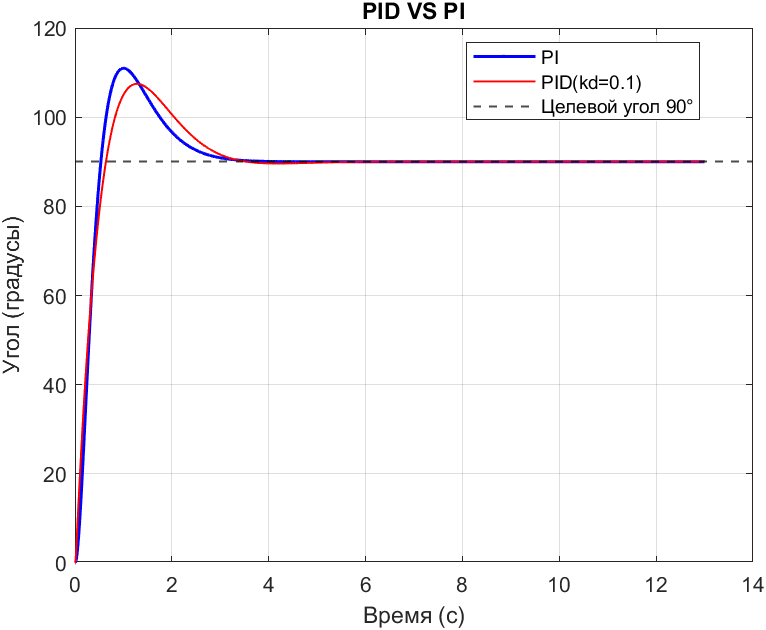 PID VS PI
PI
PID(kd=0.1)
Целевой угол 90°
120
100
80
60
40
20
0
Угол (градусы)
0 2 4 6 8 10 12 14
Время (с)